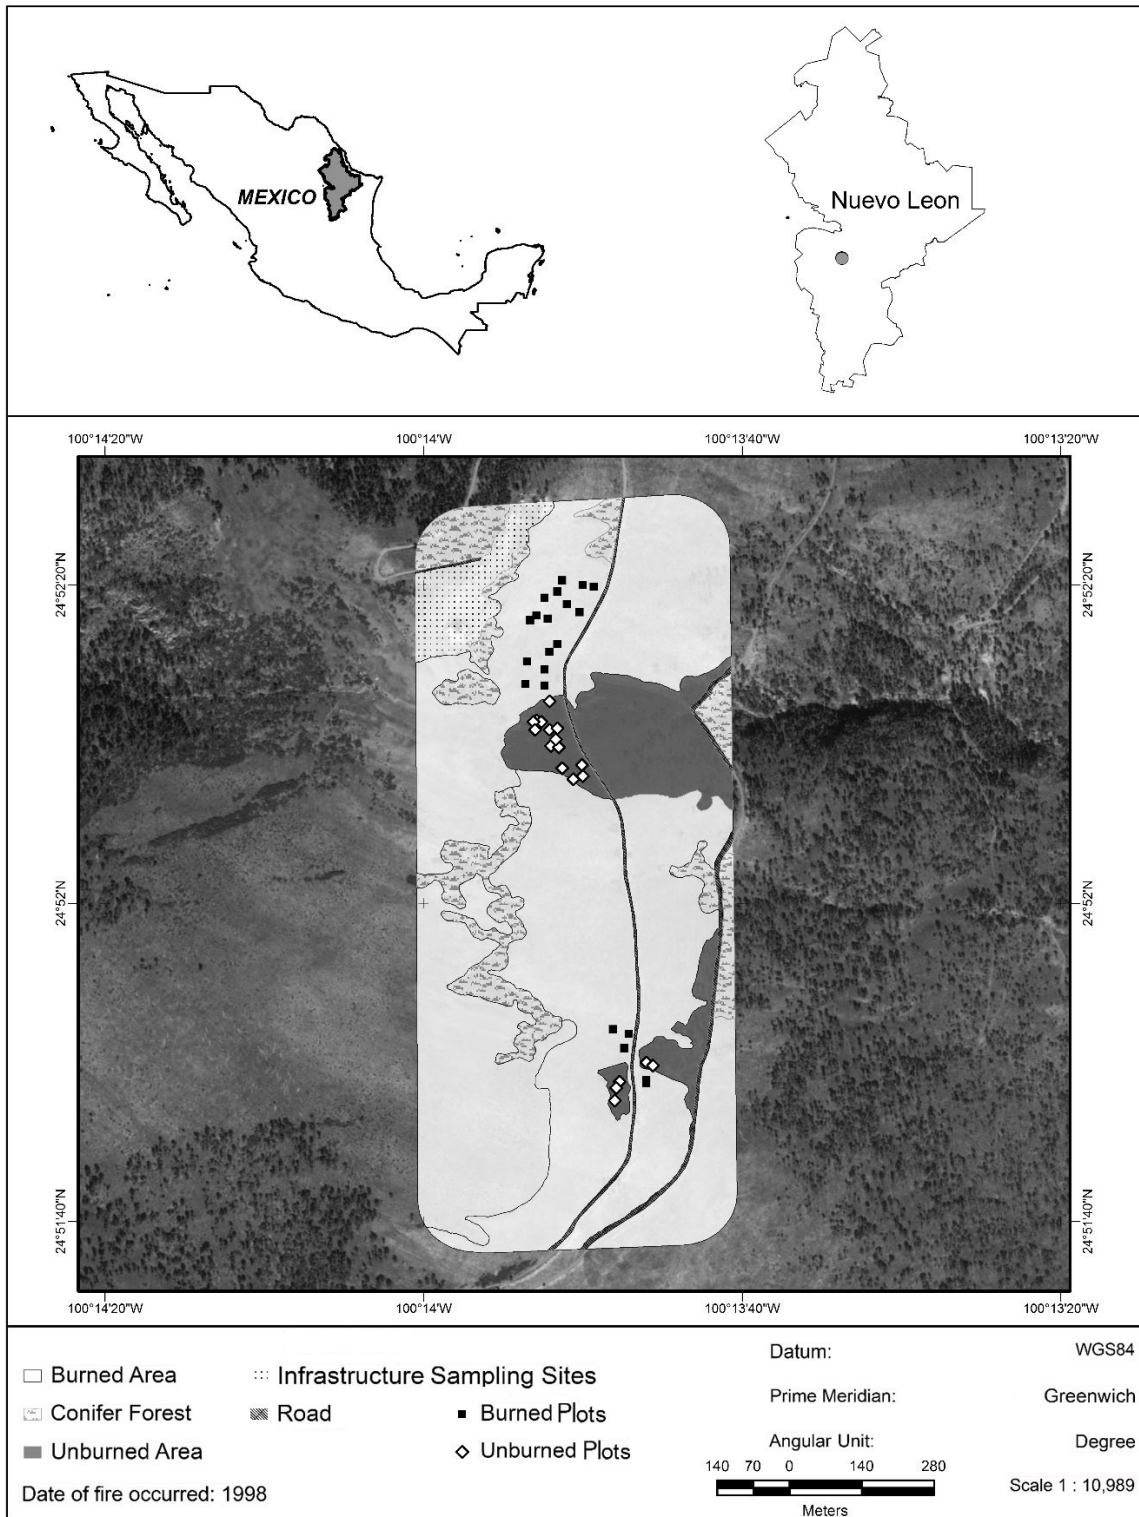 MEXICO
Nuevo Leon
100°14'20"W 100°14'W 100°13'40"W 100°13'20"W
24°52'20"N 24°52'20"N
24°52'N 24°52'N
24°51'40"N 24°51'40"N
100°14'20"W 100°14'W 100°13'40"W 100°13'20"W
Burned Area
Conifer Forest
Unburned Area
Infrastructure Sampling Sites
Road
Burned Plots
Unburned Plots
Date of fire occurred: 1998
Datum: WGS84
Prime Meridian: Greenwich
Angular Unit: Degree
140 70 0 140 280
Meters
Scale 1 : 10,989